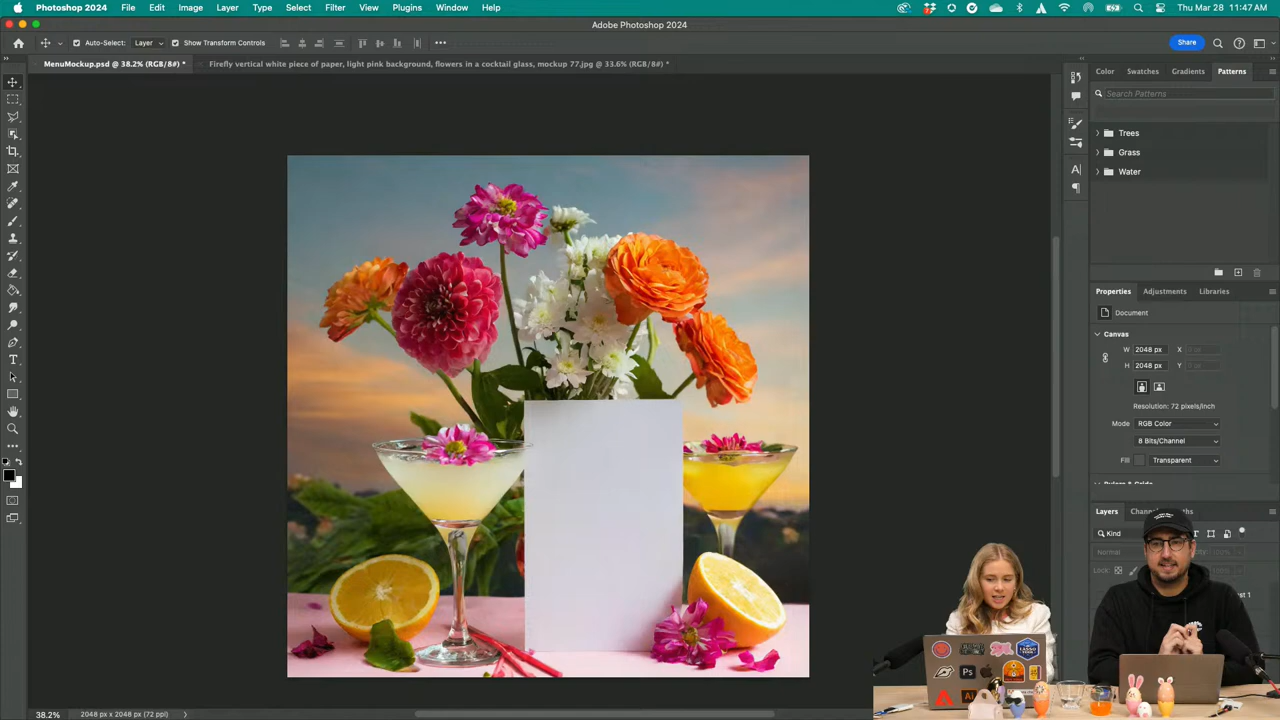 Photoshop 2024 File Edit Image Layer Type Select Filter View Plugins Window Help Thu Mar 28 11:47 AM
Adobe Photoshop 2024
Auto-Select: Layer Show Transform Controls Share
MenuMockup.psd @ 38.2% (RGB/8#) * Firefly vertical white piece of paper, light pink background, flowers in a cocktail glass, mockup 77.jpg @ 33.6% (RGB/8#) *
Color Swatches Gradients Patterns
Search Patterns
Trees
Grass
Water
Properties Adjustments Libraries
Document
Canvas
W 2048 px X
H 2048 px Y
Resolution: 72 pixels/inch
Mode RGB Color
8 Bits/Channel
Fill Transparent
Layers
Kind
Normal
Lock:
LASSO
Ps
Ai
38.2% 2048 px x 2048 px (72 ppi)